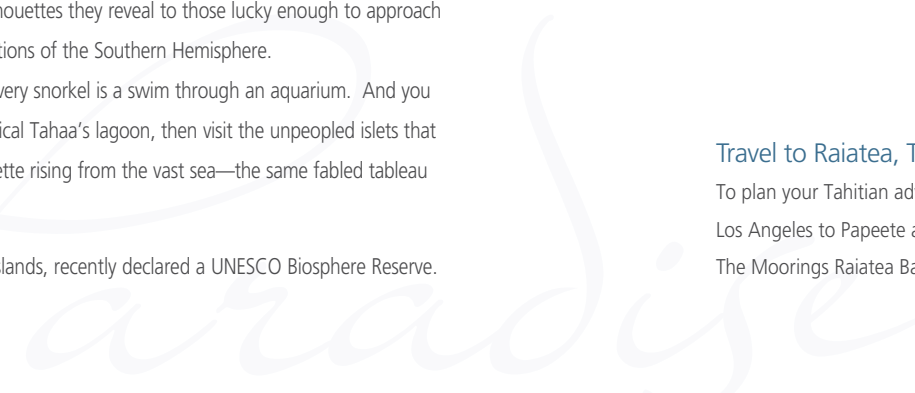 houettes they reveal to those lucky enough to approach
tions of the Southern Hemisphere.
very snorkel is a swim through an aquarium.  And you
ical Tahaa's lagoon, then visit the unpeopled islets that
ette rising from the vast sea—the same fabled tableau
slands, recently declared a UNESCO Biosphere Reserve.
Travel to Raiatea, T
To plan your Tahitian ad
Los Angeles to Papeete a
The Moorings Raiatea Ba
Paradise